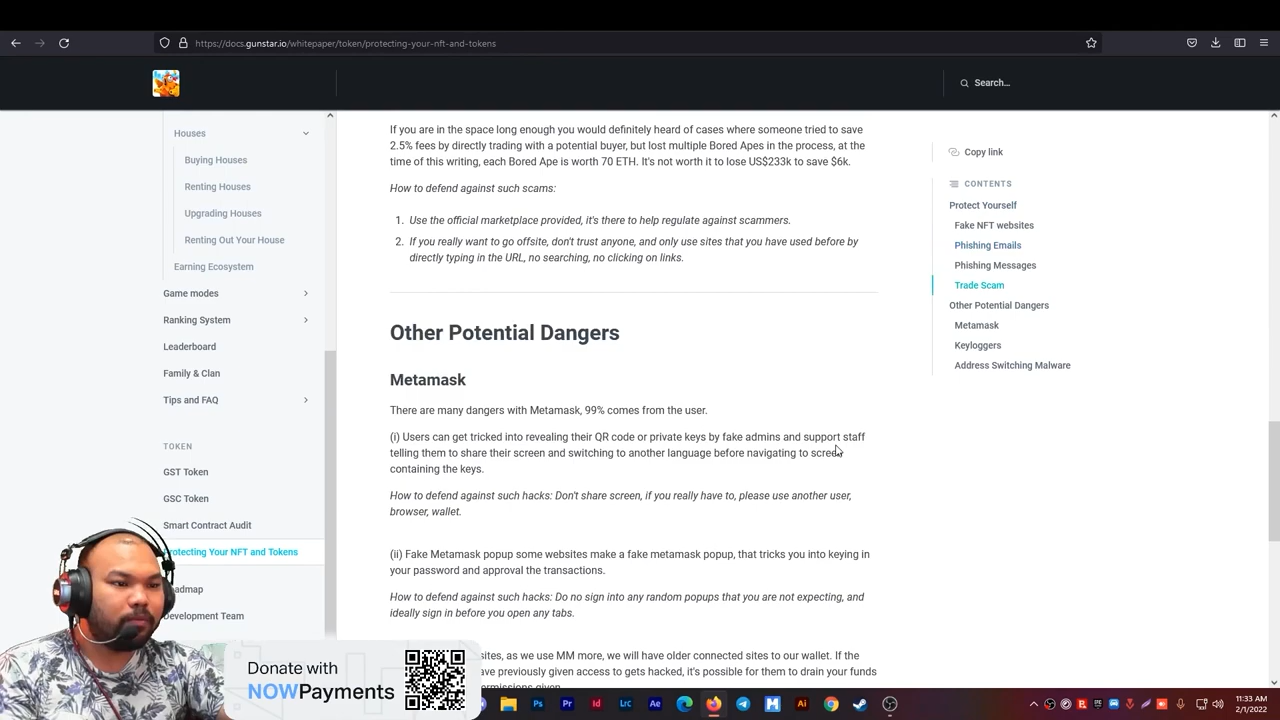 https://docs.gunstar.io/whitepaper/token/protecting-your-nft-and-tokens
Search...
Houses
Buying Houses
Renting Houses
Upgrading Houses
Renting Out Your House
Earning Ecosystem
Game modes
Ranking System
Leaderboard
Family & Clan
Tips and FAQ
TOKEN
GST Token
GSC Token
Smart Contract Audit
rotecting Your NFT and Tokens
admap
Development Team
If you are in the space long enough you would definitely heard of cases where someone tried to save
2.5% fees by directly trading with a potential buyer, but lost multiple Bored Apes in the process, at the
time of this writing, each Bored Ape is worth 70 ETH. It's not worth it to lose US$233k to save $6k.
How to defend against such scams:
1. Use the official marketplace provided, it's there to help regulate against scammers.
2. If you really want to go offsite, don't trust anyone, and only use sites that you have used before by
directly typing in the URL, no searching, no clicking on links.
Other Potential Dangers
Metamask
There are many dangers with Metamask, 99% comes from the user.
(i) Users can get tricked into revealing their QR code or private keys by fake admins and support staff
telling them to share their screen and switching to another language before navigating to screen
containing the keys.
How to defend against such hacks: Don't share screen, if you really have to, please use another user,
browser, wallet.
(ii) Fake Metamask popup some websites make a fake metamask popup, that tricks you into keying in
your password and approval the transactions.
How to defend against such hacks: Do no sign into any random popups that you are not expecting, and
ideally sign in before you open any tabs.
sites, as we use MM more, we will have older connected sites to our wallet. If the
ave previously given access to gets hacked, it's possible for them to drain your funds
ermissions given
Copy link
CONTENTS
Protect Yourself
Fake NFT websites
Phishing Emails
Phishing Messages
Trade Scam
Other Potential Dangers
Metamask
Keyloggers
Address Switching Malware
Donate with
NOWPayments
Ps
Pr
Id
Lrc
Ae
Ai
11:33 AM
2/1/2022